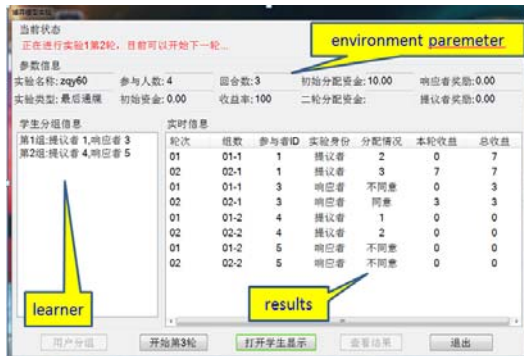 当前状态
正在进行实验1第2轮，目前可以开始下一轮...
environment paremeter
参数信息
实验名称: zqy60 参与人数: 4 回合数: 3 初始分配资金: 10.00 响应者奖励: 0.00
实验类型: 最后通牒 初始资金: 0.00 收益率: 100 二轮分配资金: 提议者奖励: 0.00
学生分组信息
第1组:提议者 1,响应者 3
第2组:提议者 4,响应者 5
实时信息
轮次 组数 参与者ID 实验身份 分配情况 本轮收益 总收益
01 01-1 1 提议者 2 0 7
02 02-1 1 提议者 3 7 7
01 01-1 3 响应者 不同意 0 3
02 02-1 3 响应者 同意 3 3
01 01-2 4 提议者 1 0 0
02 02-2 4 提议者 2 0 0
01 01-2 5 响应者 不同意 0 0
02 02-2 5 响应者 不同意 0 0
learner
results
用户分组 开始第3轮 打开学生显示 查看结果 退出